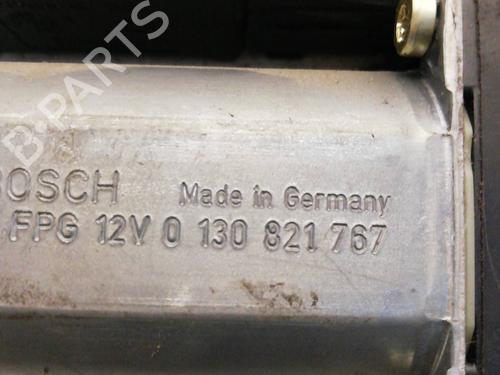 B-PARTS
BOSCH Made in Germany
FPG 12V 0 130 821 767